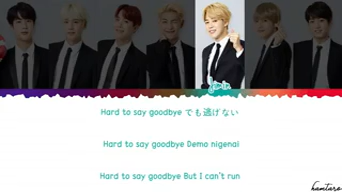 Jimin
Hard to say goodbye でも逃げない
Hard to say goodbye Demo nigenai
Hard to say goodbye But I can't run
hamtaro